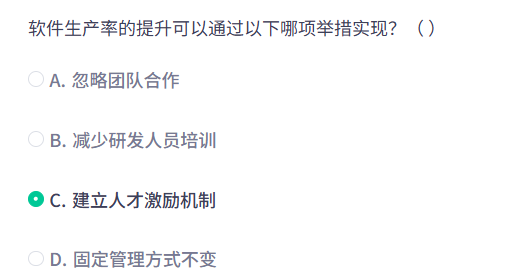 软件生产率的提升可以通过以下哪项举措实现？（ ）
A. 忽略团队合作
B. 减少研发人员培训
C. 建立人才激励机制
D. 固定管理方式不变